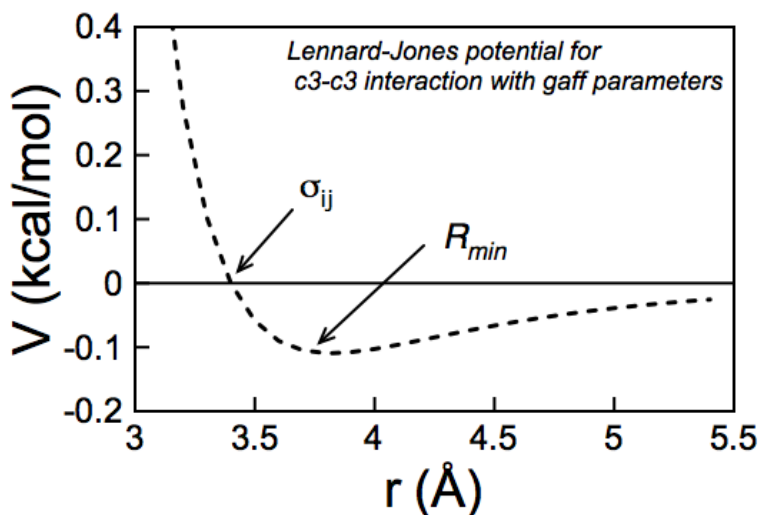 0.4
0.3
0.2
0.1
0
-0.1
-0.2
V (kcal/mol)
Lennard-Jones potential for
c3-c3 interaction with gaff parameters
σij
Rmin
3
3.5
4
4.5
5
5.5
r (Å)